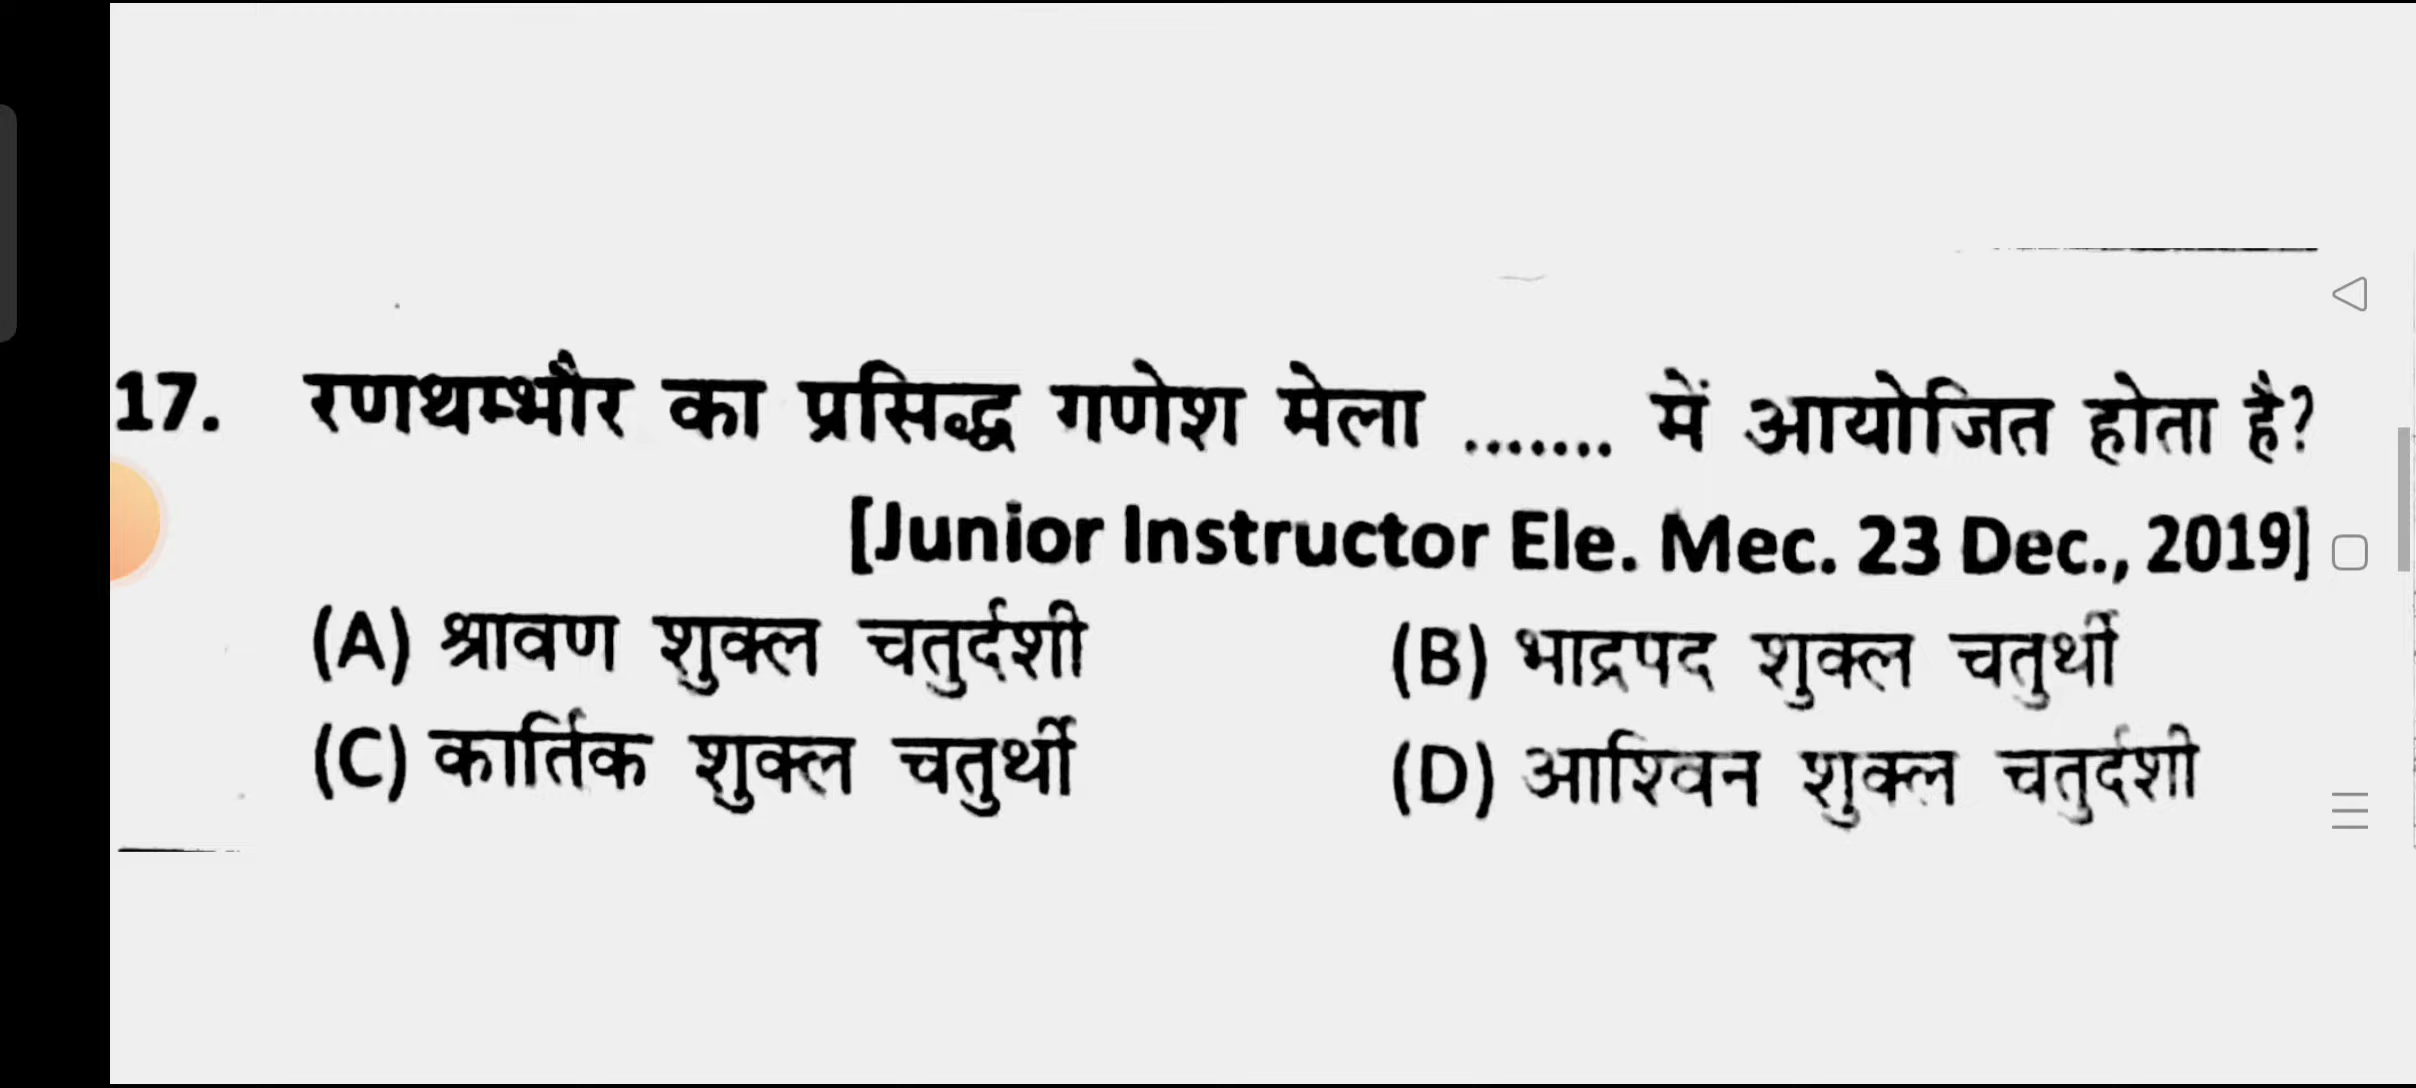 17. रणथम्भौर का प्रसिद्ध गणेश मेला ....... में आयोजित होता है?
[Junior Instructor Ele. Mec. 23 Dec., 2019]
(A) श्रावण शुक्ल चतुर्दशी (B) भाद्रपद शुक्ल चतुर्थी
(C) कार्तिक शुक्ल चतुर्थी (D) आश्विन शुक्ल चतुर्दशी